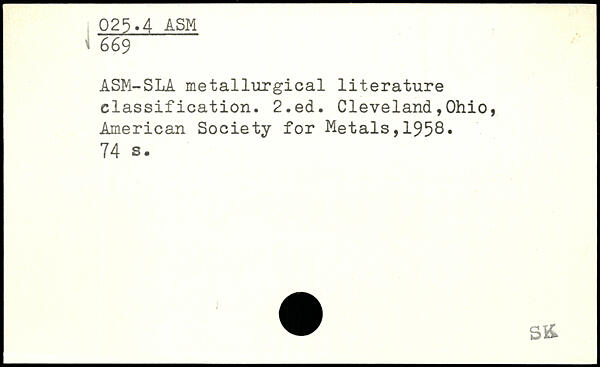 025.4 ASM
669
ASM-SLA metallurgical literature
classification. 2.ed. Cleveland,Ohio,
American Society for Metals,1958.
74 s.
SK